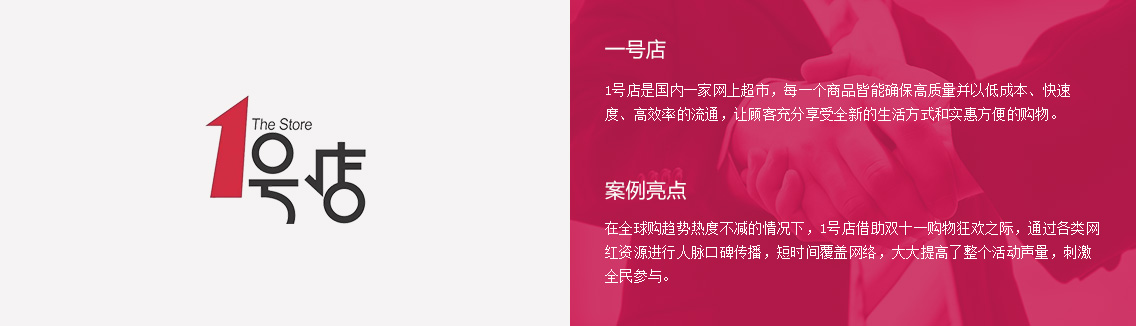 The Store
1号店
一号店
1号店是国内一家网上超市，每一个商品皆能确保高质量并以低成本、快速
度、高效率的流通，让顾客充分享受全新的生活方式和实惠方便的购物。
案例亮点
在全球购趋势热度不减的情况下，1号店借助双十一购物狂欢之际，通过各类网
红资源进行人脉口碑传播，短时间覆盖网络，大大提高了整个活动声量，刺激
全民参与。